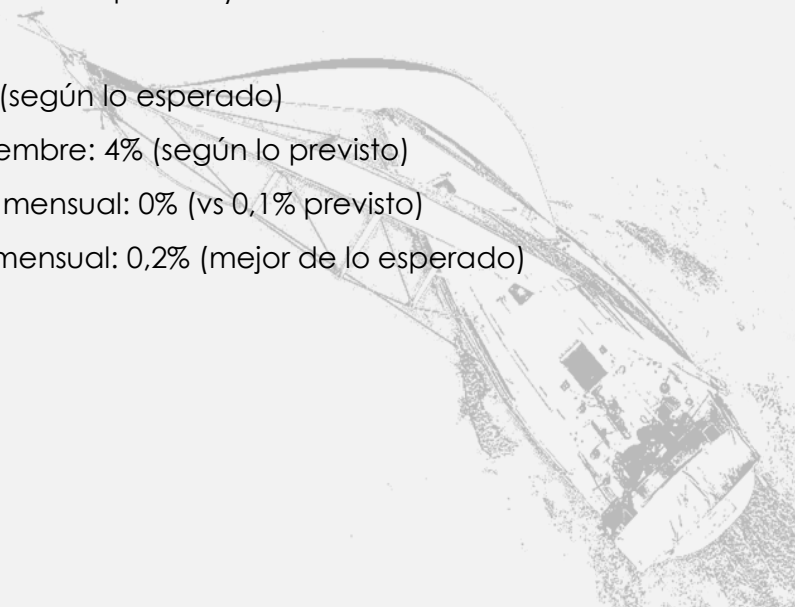 (según lo esperado)
embre: 4% (según lo previsto)
mensual: 0% (vs 0,1% previsto)
mensual: 0,2% (mejor de lo esperado)